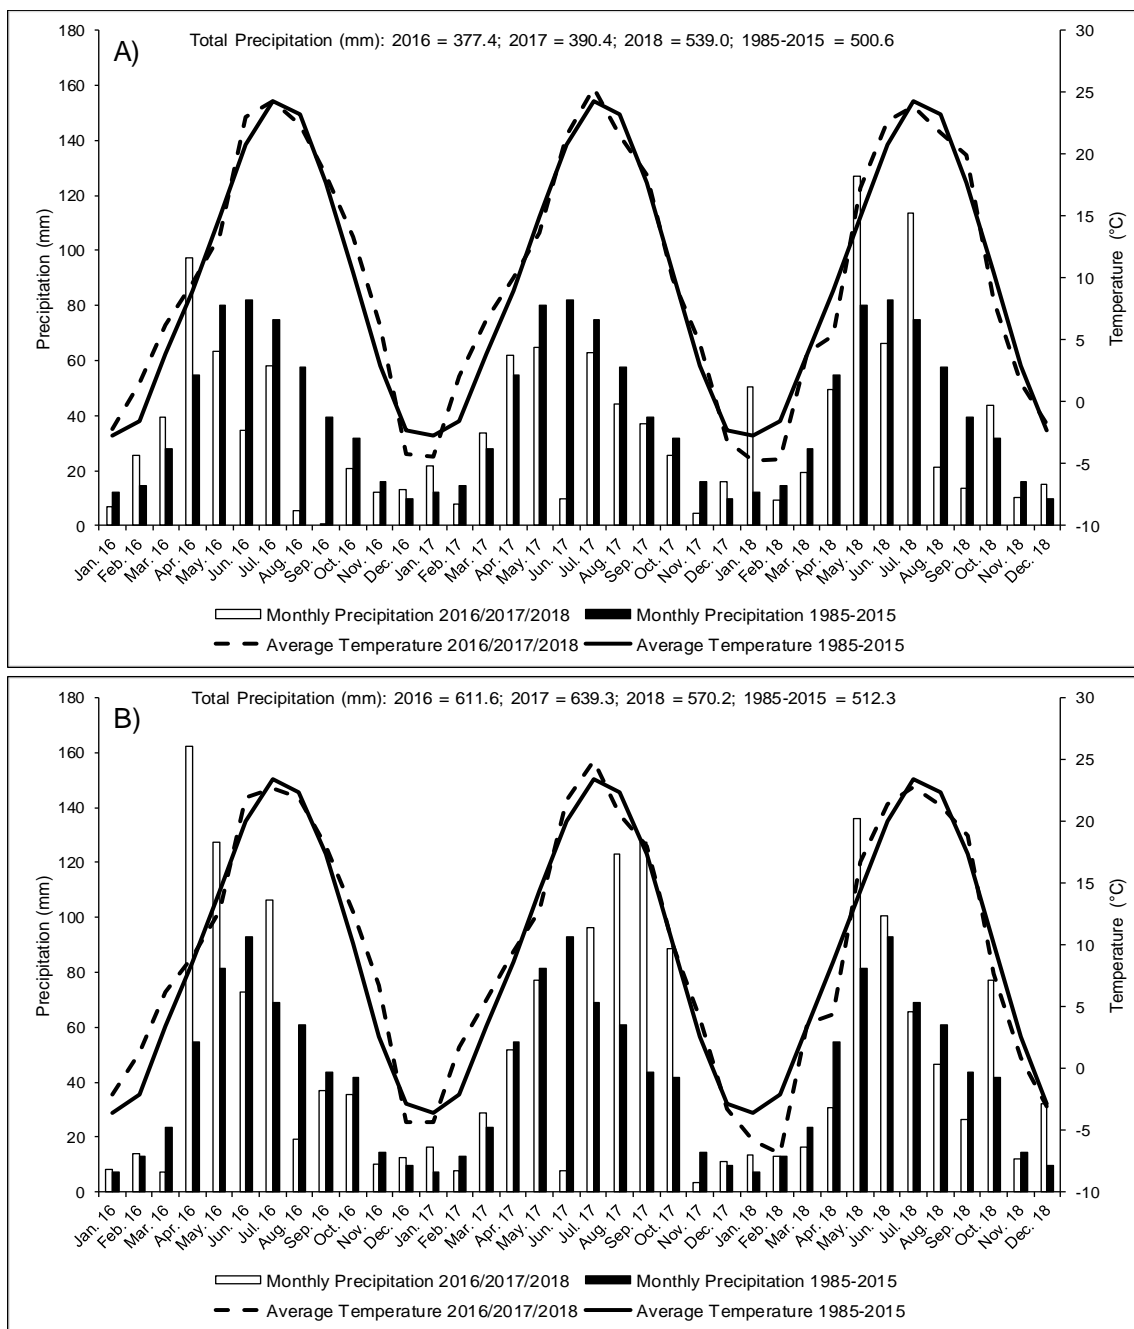 Total Precipitation (mm): 2016 = 377.4; 2017 = 390.4; 2018 = 539.0; 1985-2015 = 500.6
A)
Precipitation (mm)
180
160
140
120
100
80
60
40
20
0
Temperature (°C)
30
25
20
15
10
5
0
-5
-10
Jan. 16
Feb. 16
Mar. 16
Apr. 16
May. 16
Jun. 16
Jul. 16
Aug. 16
Sep. 16
Oct. 16
Nov. 16
Dec. 16
Jan. 17
Feb. 17
Mar. 17
Apr. 17
May. 17
Jun. 17
Jul. 17
Aug. 17
Sep. 17
Oct. 17
Nov. 17
Dec. 17
Jan. 18
Feb. 18
Mar. 18
Apr. 18
May. 18
Jun. 18
Jul. 18
Aug. 18
Sep. 18
Oct. 18
Nov. 18
Dec. 18
Monthly Precipitation 2016/2017/2018
Monthly Precipitation 1985-2015
Average Temperature 2016/2017/2018
Average Temperature 1985-2015
Total Precipitation (mm): 2016 = 611.6; 2017 = 639.3; 2018 = 570.2; 1985-2015 = 512.3
B)
Precipitation (mm)
180
160
140
120
100
80
60
40
20
0
Temperature (°C)
30
25
20
15
10
5
0
-5
-10
Jan. 16
Feb. 16
Mar. 16
Apr. 16
May. 16
Jun. 16
Jul. 16
Aug. 16
Sep. 16
Oct. 16
Nov. 16
Dec. 16
Jan. 17
Feb. 17
Mar. 17
Apr. 17
May. 17
Jun. 17
Jul. 17
Aug. 17
Sep. 17
Oct. 17
Nov. 17
Dec. 17
Jan. 18
Feb. 18
Mar. 18
Apr. 18
May. 18
Jun. 18
Jul. 18
Aug. 18
Sep. 18
Oct. 18
Nov. 18
Dec. 18
Monthly Precipitation 2016/2017/2018
Monthly Precipitation 1985-2015
Average Temperature 2016/2017/2018
Average Temperature 1985-2015